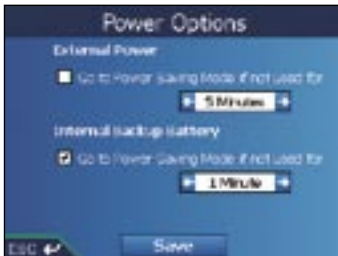 Power Options
External Power
Go to Power Saving Mode if not used for
5 Minutes
Internal Backup Battery
Go to Power Saving Mode if not used for
1 Minute
ESC
Save